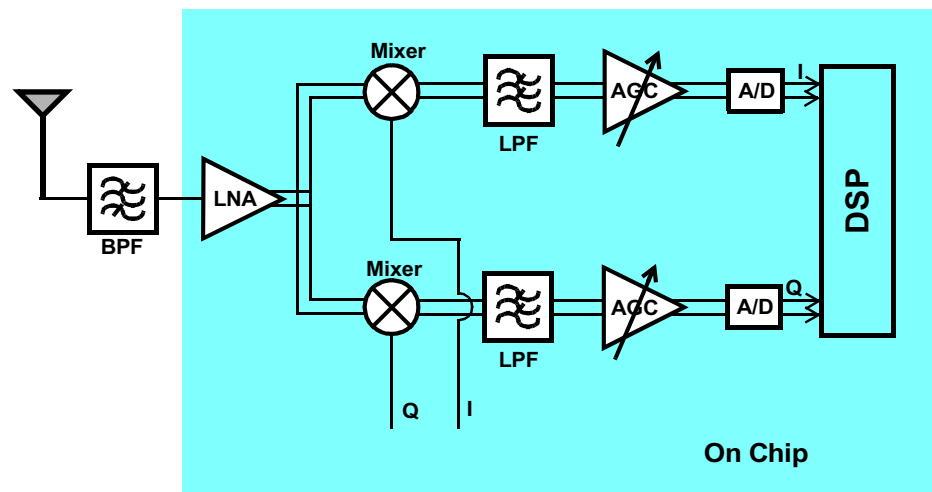 Mixer
I
AGC
A/D
LPF
LNA
DSP
BPF
Mixer
Q
AGC
A/D
LPF
Q
I
On Chip